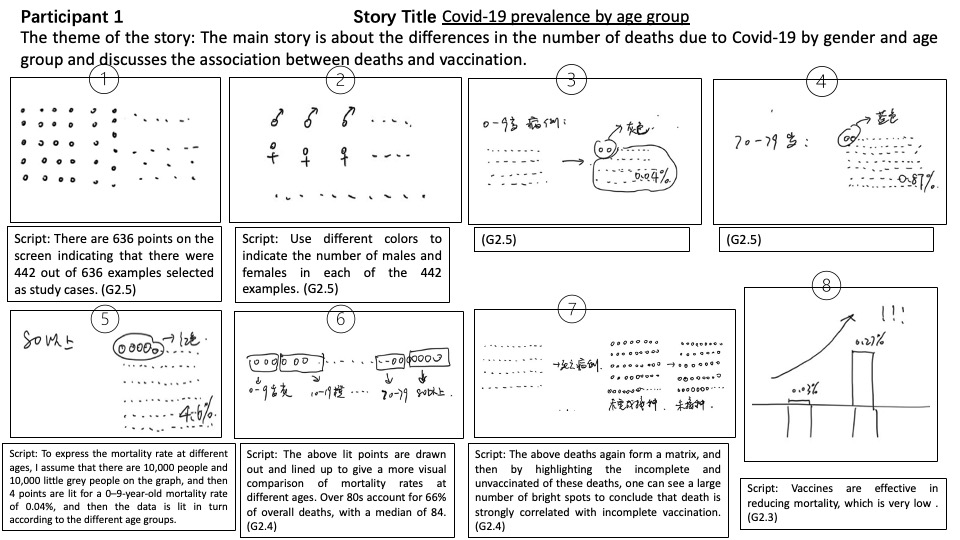 Participant 1
Story Title Covid-19 prevalence by age group
The theme of the story: The main story is about the differences in the number of deaths due to Covid-19 by gender and age
group and discusses the association between deaths and vaccination.
1
2
3
0-9岁 病例:
灰色
0.04%
4
70-79岁:
蓝色
0.87%
Script: There are 636 points on the
screen indicating that there were
442 out of 636 examples selected
as study cases. (G2.5)
Script: Use different colors to
indicate the number of males and
females in each of the 442
examples. (G2.5)
(G2.5)
(G2.5)
5
80以上
4.6%
6
0-9岁灰
10-19橙
70-79
80以上
7
死亡病例
未接种
8
!!!
0.03%
0.27%
Script: To express the mortality rate at different
ages, I assume that there are 10,000 people and
10,000 little grey people on the graph, and then
4 points are lit for a 0–9-year-old mortality rate
of 0.04%, and then the data is lit in turn
according to the different age groups.
Script: The above lit points are drawn
out and lined up to give a more visual
comparison of mortality rates at
different ages. Over 80s account for 66%
of overall deaths, with a median of 84.
(G2.4)
Script: The above deaths again form a matrix, and
then by highlighting the incomplete and
unvaccinated of these deaths, one can see a large
number of bright spots to conclude that death is
strongly correlated with incomplete vaccination.
(G2.4)
Script: Vaccines are effective in
reducing mortality, which is very low .
(G2.3)